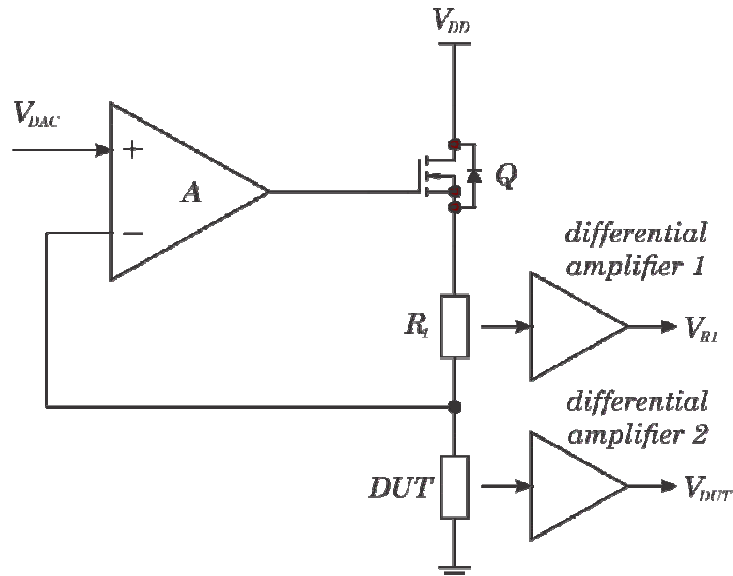 V_DD
V_DAC
+
A
Q
−
differential
amplifier 1
R_1
V_R1
differential
amplifier 2
DUT
V_DUT